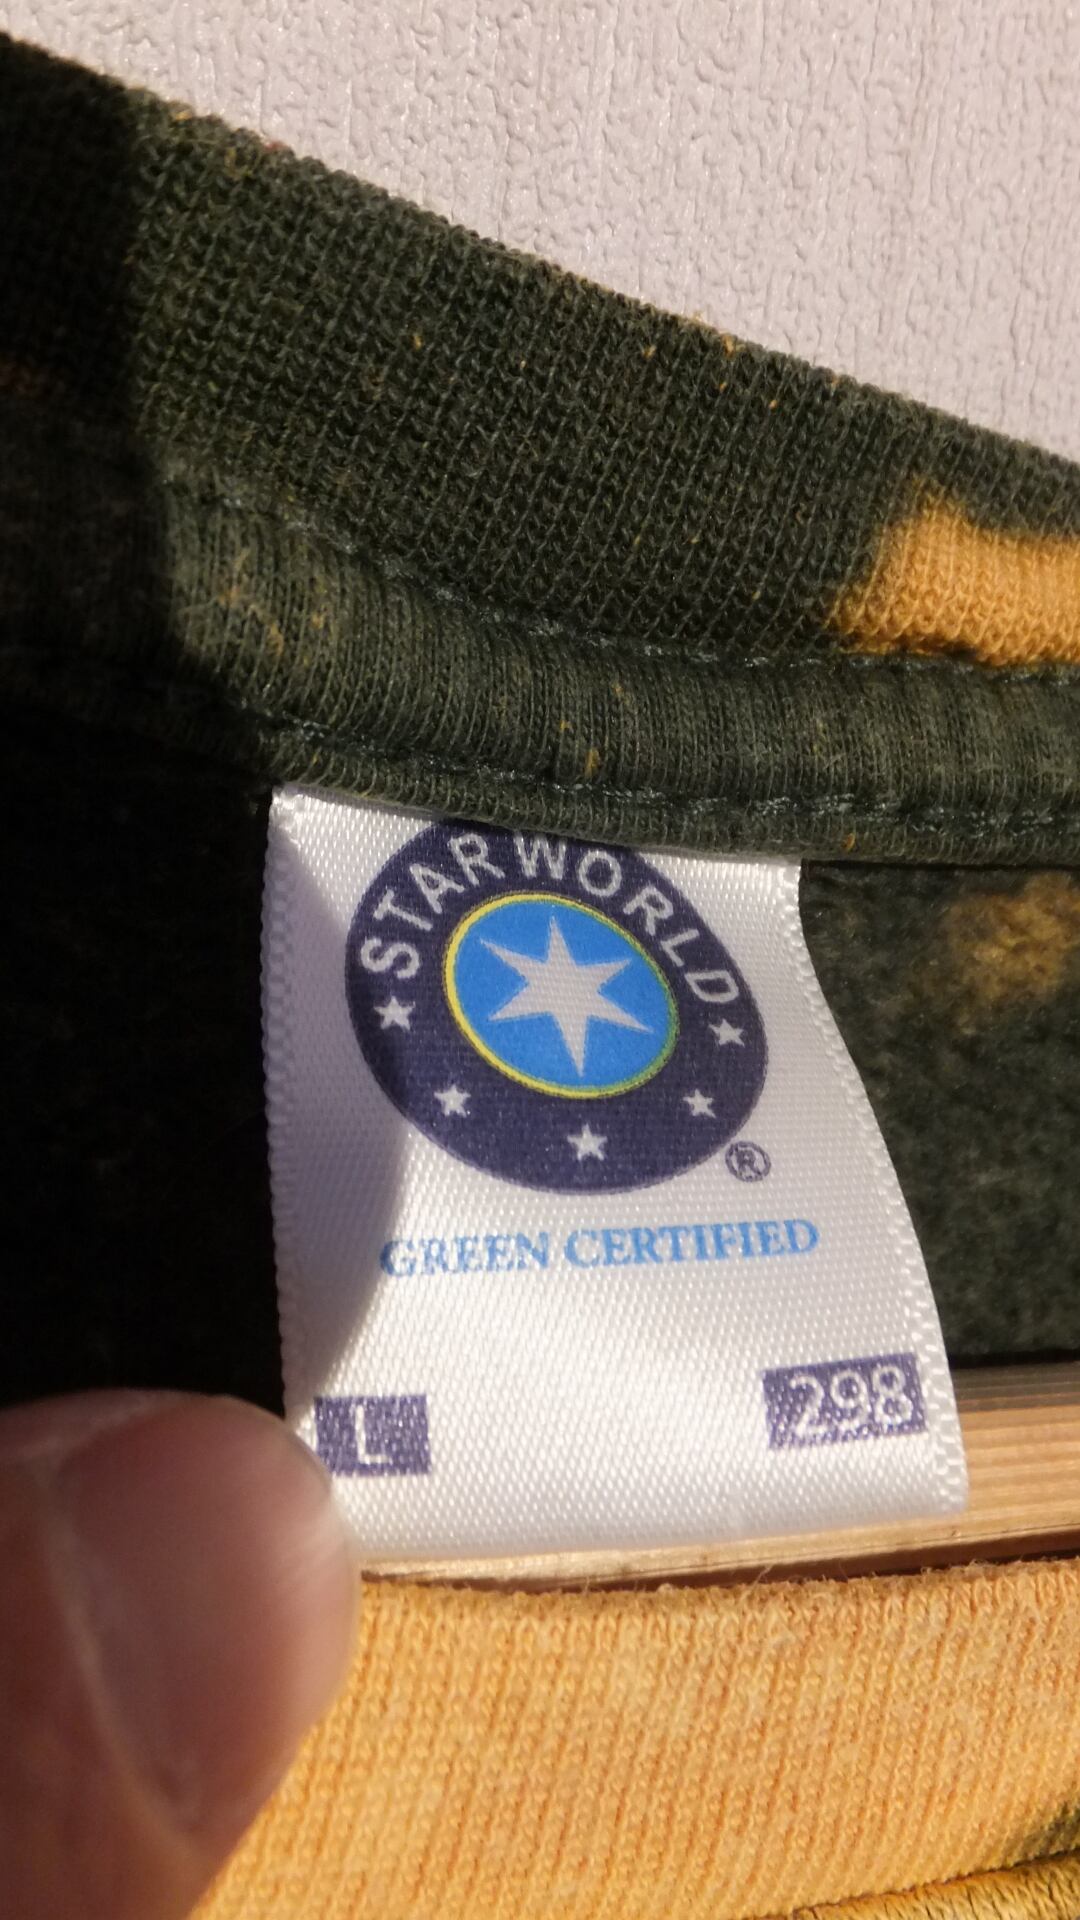 STARWORLD
®
GREEN CERTIFIED
L 298